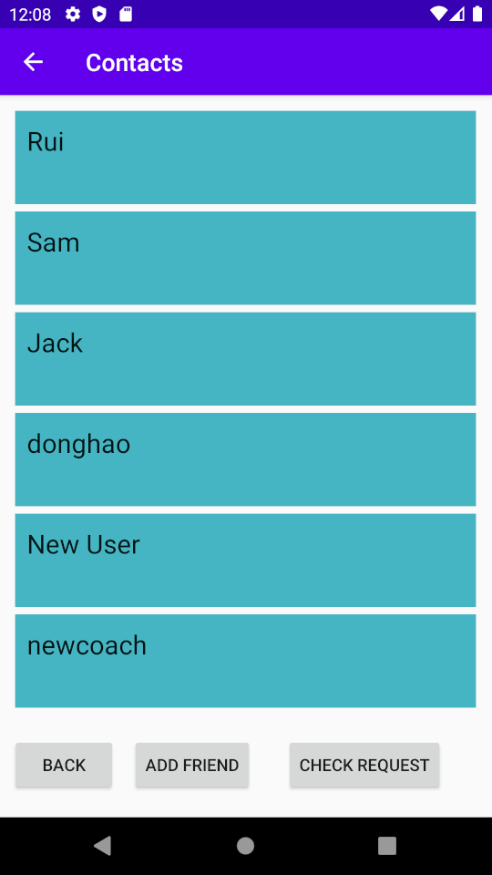 12:08
Contacts
Rui
Sam
Jack
donghao
New User
newcoach
BACK ADD FRIEND CHECK REQUEST